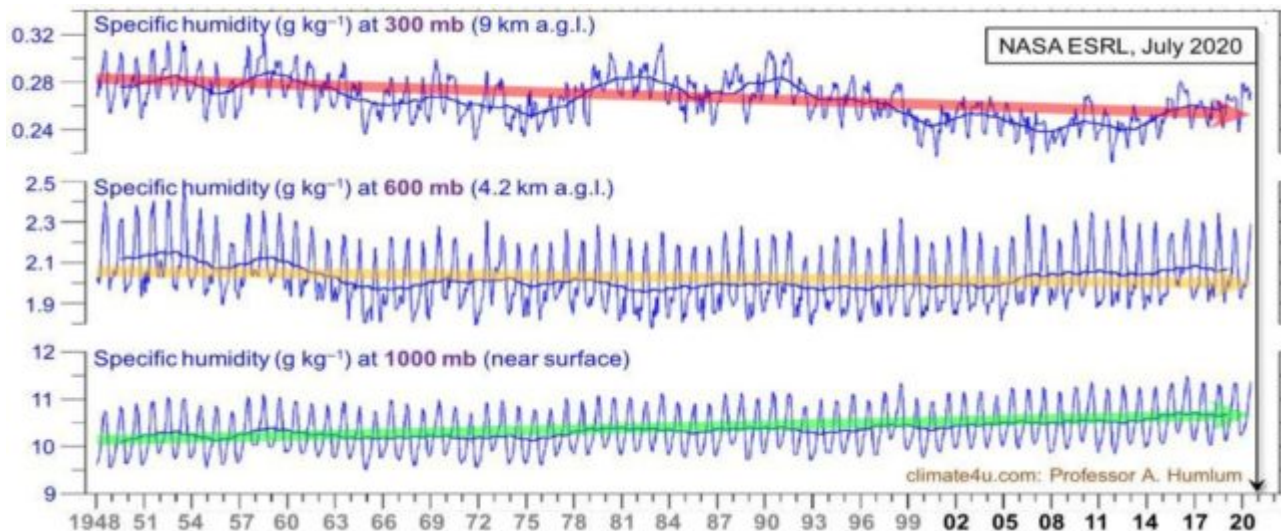 Specific humidity (g kg⁻¹) at 300 mb (9 km a.g.l.)
NASA ESRL, July 2020
0.32
0.28
0.24
Specific humidity (g kg⁻¹) at 600 mb (4.2 km a.g.l.)
2.5
2.3
2.1
1.9
Specific humidity (g kg⁻¹) at 1000 mb (near surface)
12
11
10
9
climate4u.com: Professor A. Humlum
1948 51 54 57 60 63 66 69 72 75 78 81 84 87 90 93 96 99 02 05 08 11 14 17 20